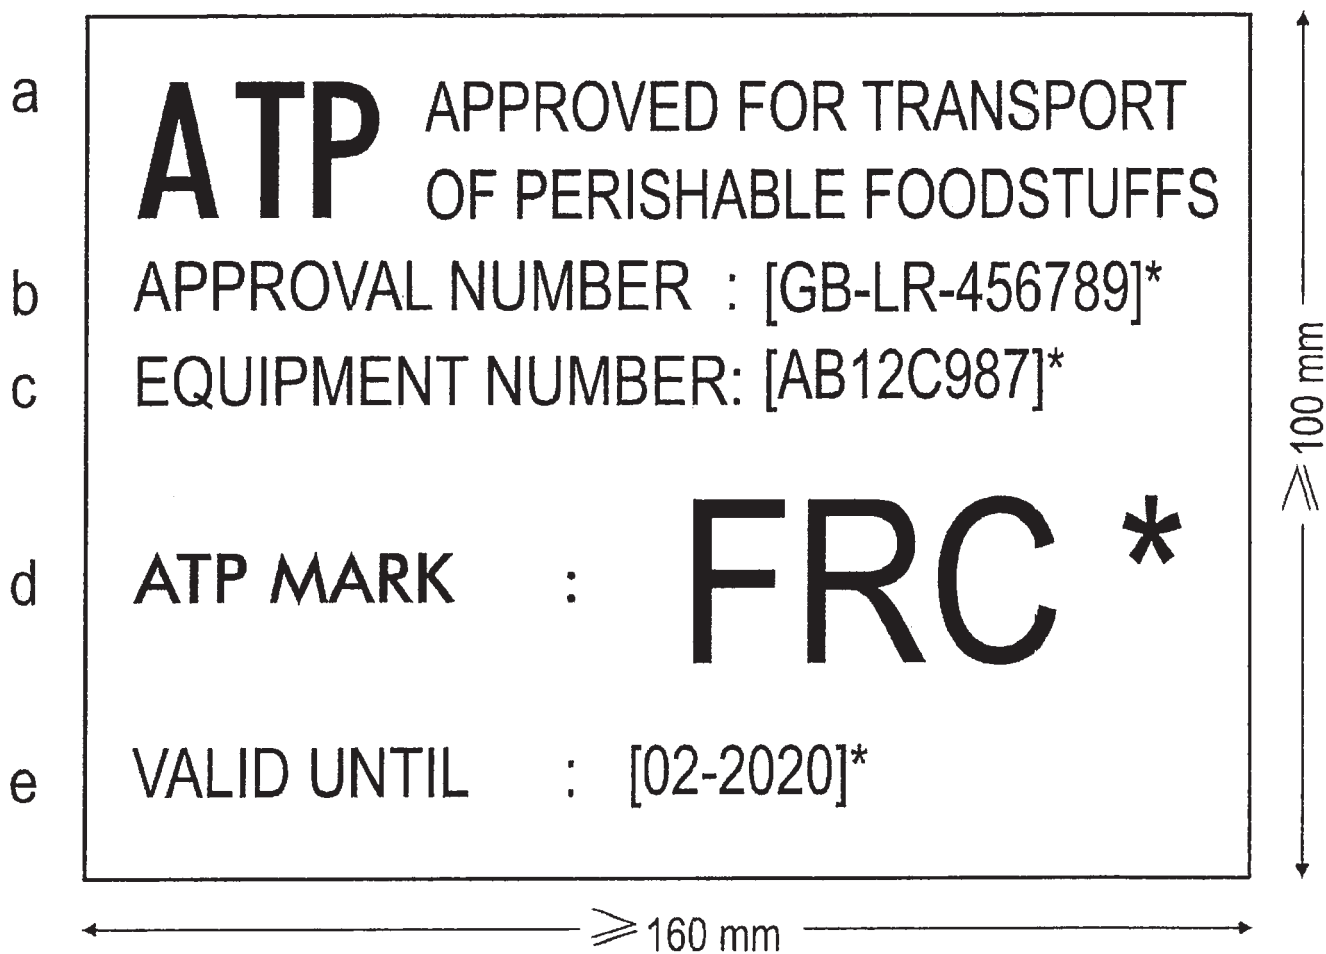 a ATP APPROVED FOR TRANSPORT
OF PERISHABLE FOODSTUFFS
b APPROVAL NUMBER : [GB-LR-456789]*
c EQUIPMENT NUMBER: [AB12C987]*
d ATP MARK : FRC *
e VALID UNTIL : [02-2020]*
⩾ 100 mm
⩾ 160 mm